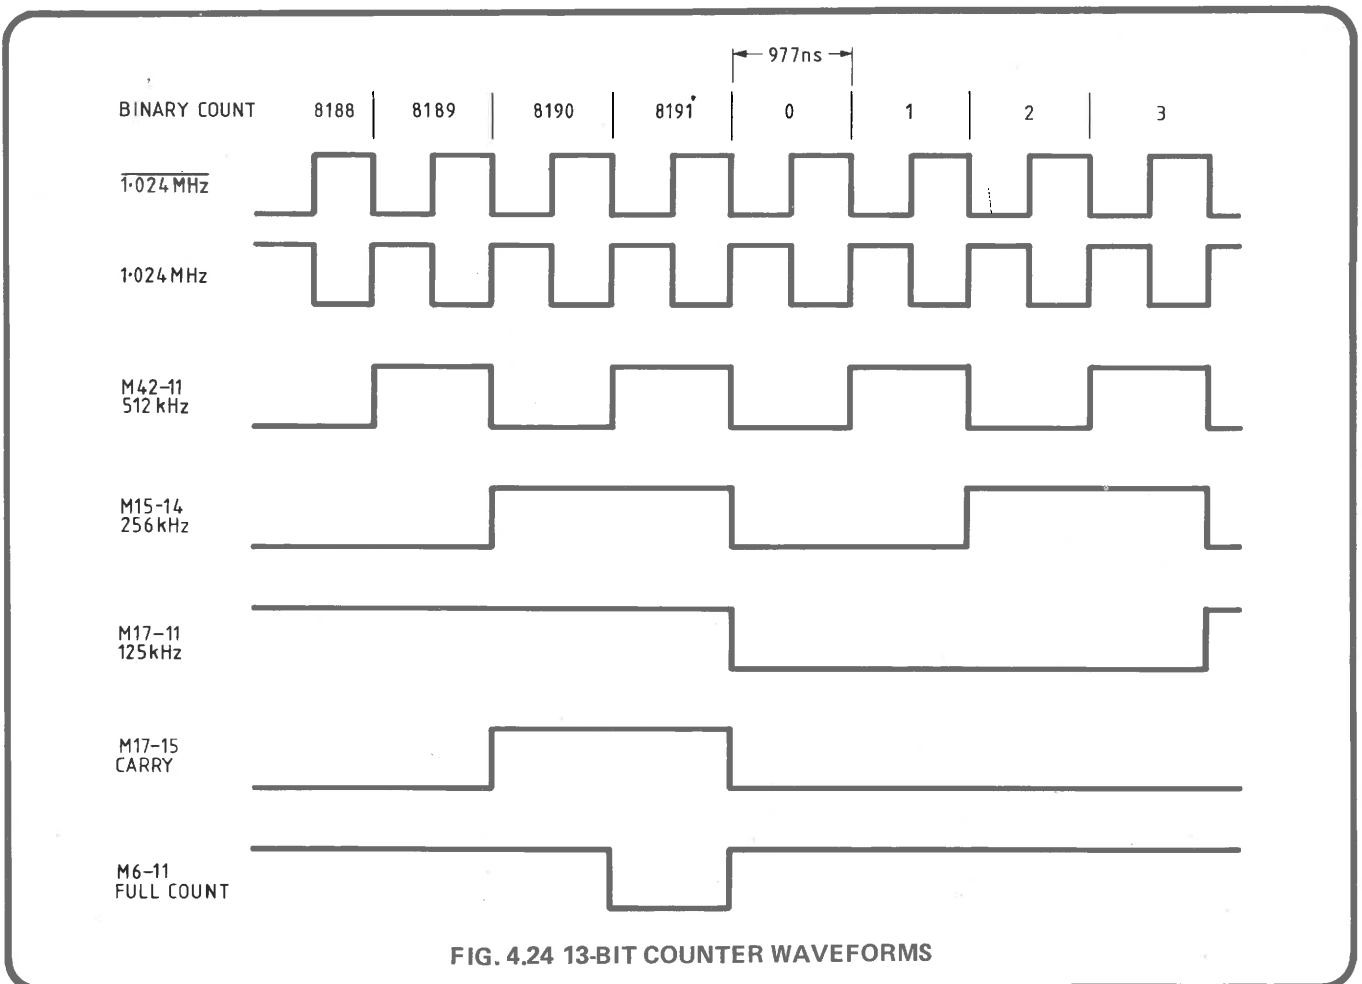 977ns
BINARY COUNT 8188 8189 8190 8191 0 1 2 3
1·024 MHz
1·024 MHz
M42-11
512 kHz
M15-14
256 kHz
M17-11
125 kHz
M17-15
CARRY
M6-11
FULL COUNT
FIG. 4.24 13-BIT COUNTER WAVEFORMS